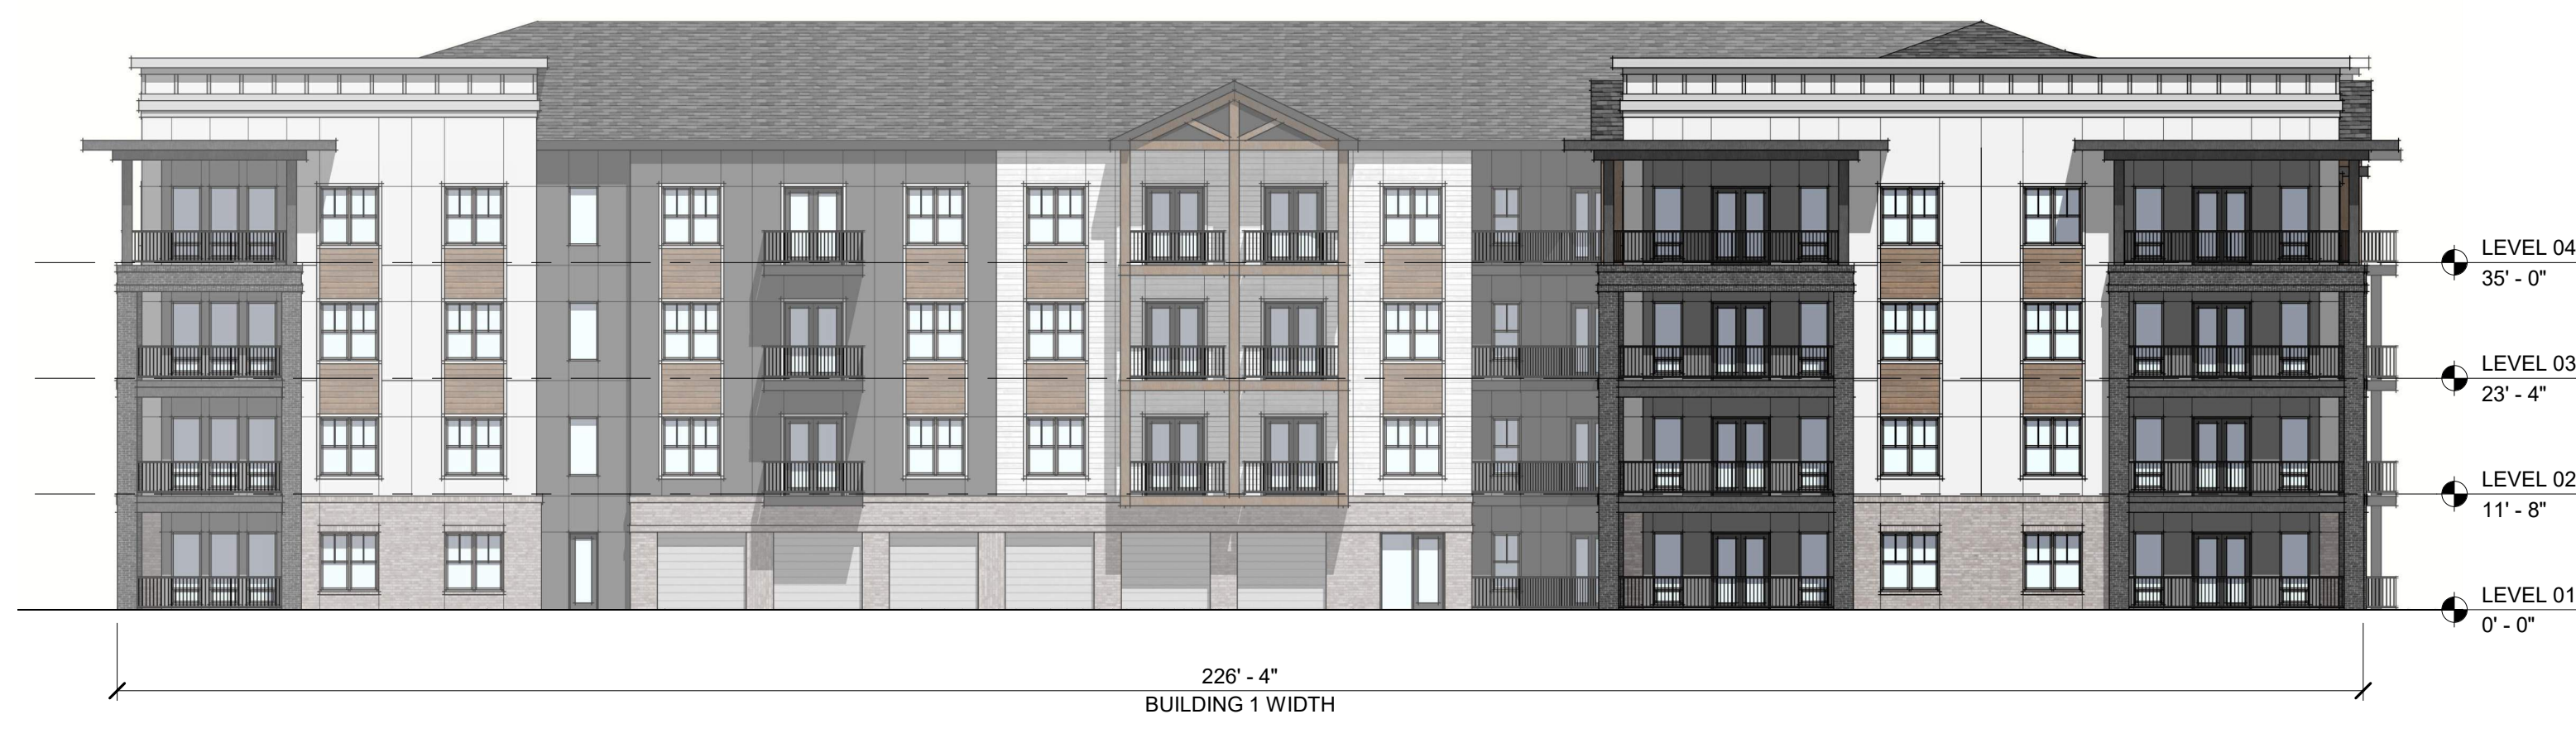 LEVEL 04
35' - 0"
LEVEL 03
23' - 4"
LEVEL 02
11' - 8"
LEVEL 01
0' - 0"
226' - 4"
BUILDING 1 WIDTH